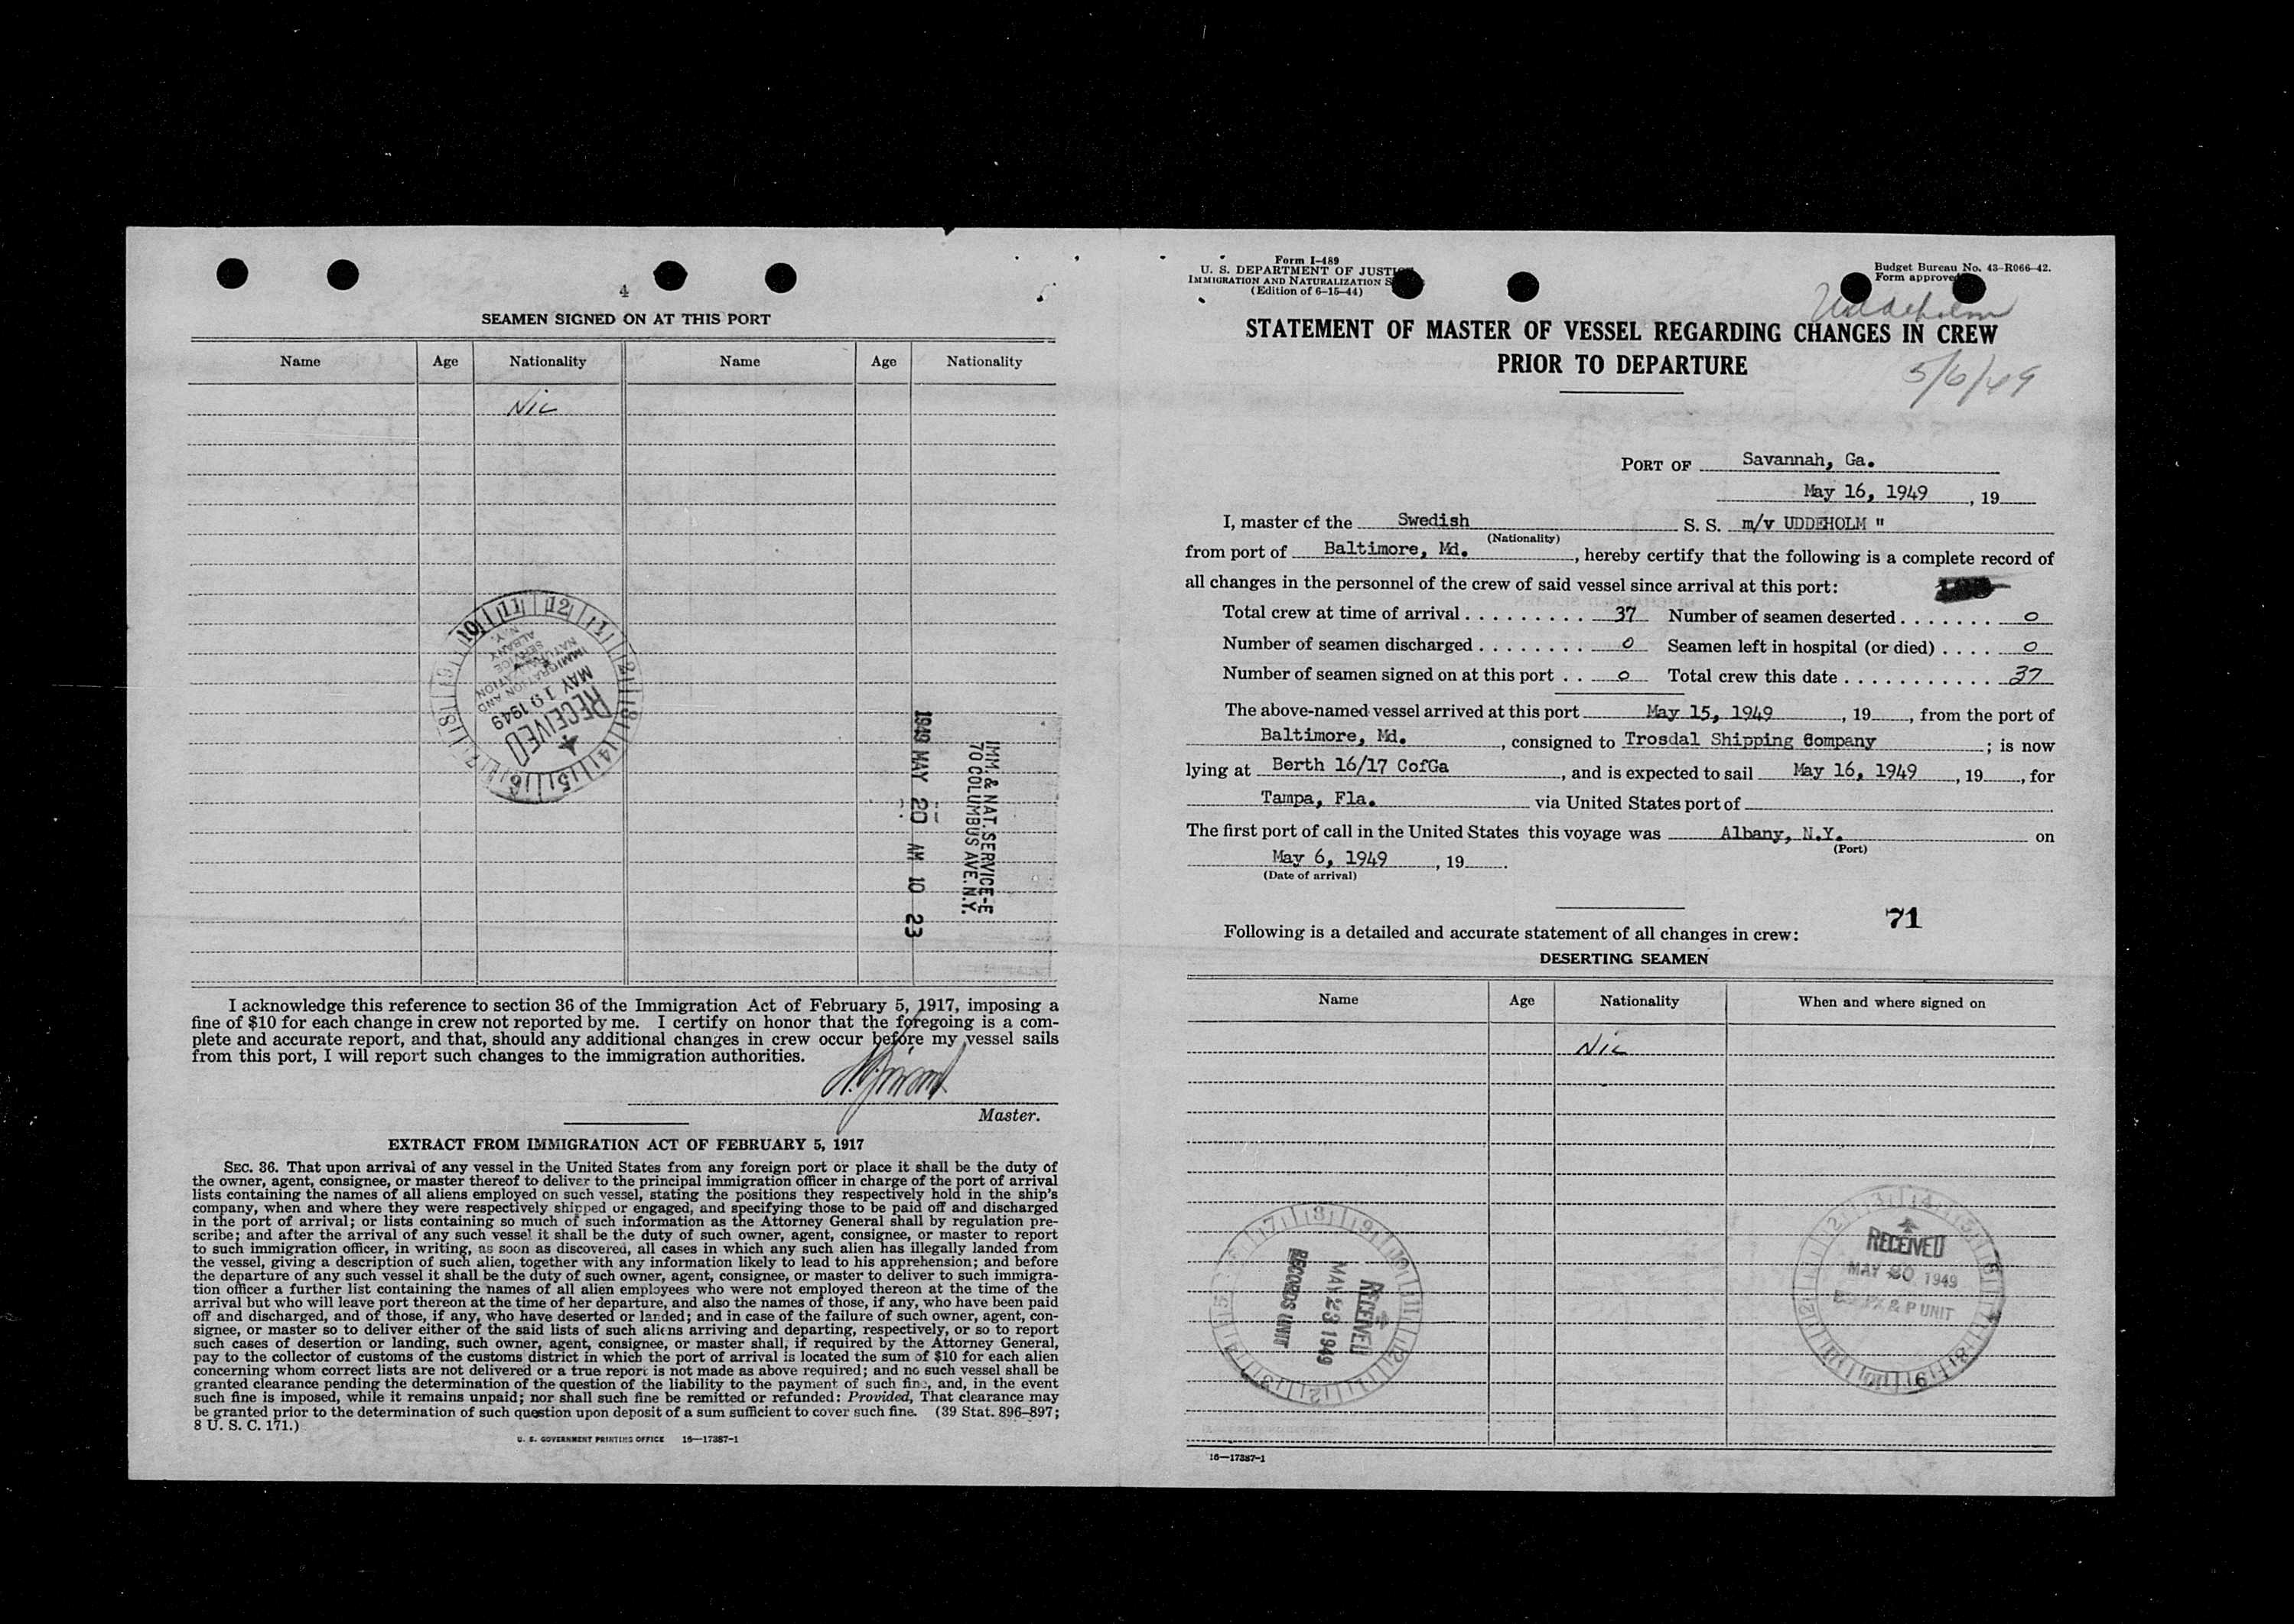 4
SEAMEN SIGNED ON AT THIS PORT
Name Age Nationality Name Age Nationality
NIL
11 12 1 2 3 4 5 6 7 8 9 10
IMMIGRATION AND
NATURALIZATION
SERVICE
ALBANY
N.Y.
MAY 19 1949
RECEIVED
1949 MAY 20 AM 10 23
IMM. & NAT. SERVICE-E
70 COLUMBUS AVE. N.Y.
I acknowledge this reference to section 36 of the Immigration Act of February 5, 1917, imposing a
fine of $10 for each change in crew not reported by me. I certify on honor that the foregoing is a com-
plete and accurate report, and that, should any additional changes in crew occur before my vessel sails
from this port, I will report such changes to the immigration authorities.
Master.
EXTRACT FROM IMMIGRATION ACT OF FEBRUARY 5, 1917
SEC. 36. That upon arrival of any vessel in the United States from any foreign port or place it shall be the duty of
the owner, agent, consignee, or master thereof to deliver to the principal immigration officer in charge of the port of arrival
lists containing the names of all aliens employed on such vessel, stating the positions they respectively hold in the ship's
company, when and where they were respectively shipped or engaged, and specifying those to be paid off and discharged
in the port of arrival; or lists containing so much of such information as the Attorney General shall by regulation pre-
scribe; and after the arrival of any such vessel it shall be the duty of such owner, agent, consignee, or master to report
to such immigration officer, in writing, as soon as discovered, all cases in which any such alien has illegally landed from
the vessel, giving a description of such alien, together with any information likely to lead to his apprehension; and before
the departure of any such vessel it shall be the duty of such owner, agent, consignee, or master to deliver to such immigra-
tion officer a further list containing the names of all alien employees who were not employed thereon at the time of the
arrival but who will leave port thereon at the time of her departure, and also the names of those, if any, who have been paid
off and discharged, and of those, if any, who have deserted or landed; and in case of the failure of such owner, agent, con-
signee, or master so to deliver either of the said lists of such aliens arriving and departing, respectively, or so to report
such cases of desertion or landing, such owner, agent, consignee, or master shall, if required by the Attorney General,
pay to the collector of customs of the customs district in which the port of arrival is located the sum of $10 for each alien
concerning whom correct lists are not delivered or a true report is not made as above required; and no such vessel shall be
granted clearance pending the determination of the question of the liability to the payment of such fine, and, in the event
such fine is imposed, while it remains unpaid; nor shall such fine be remitted or refunded: Provided, That clearance may
be granted prior to the determination of such question upon deposit of a sum sufficient to cover such fine. (39 Stat. 896–897;
8 U. S. C. 171.)
U. S. GOVERNMENT PRINTING OFFICE 16—17387-1
Form I-489
U. S. DEPARTMENT OF JUSTI
IMMIGRATION AND NATURALIZATION S
(Edition of 6-15-44)
Budget Bureau No. 43-R066-42.
Form approve
Uddeholm
STATEMENT OF MASTER OF VESSEL REGARDING CHANGES IN CREW
PRIOR TO DEPARTURE
5/6/49
PORT OF Savannah, Ga.
May 16, 1949, 19
I, master of the Swedish S. S. m/v UDDEHOLM "
(Nationality)
from port of Baltimore, Md., hereby certify that the following is a complete record of
all changes in the personnel of the crew of said vessel since arrival at this port:
Total crew at time of arrival 37 Number of seamen deserted 0
Number of seamen discharged 0 Seamen left in hospital (or died) 0
Number of seamen signed on at this port 0 Total crew this date 37
The above-named vessel arrived at this port May 15, 1949, 19, from the port of
Baltimore, Md., consigned to Trosdal Shipping Company; is now
lying at Berth 16/17 CofGa, and is expected to sail May 16, 1949, 19, for
Tampa, Fla. via United States port of
The first port of call in the United States this voyage was Albany, N.Y. on
(Port)
May 6, 1949, 19.
(Date of arrival)
71
Following is a detailed and accurate statement of all changes in crew:
DESERTING SEAMEN
Name Age Nationality When and where signed on
NIL
RECEIVED
MAY 23 1949
RECORDS UNIT
RECEIVED
MAY 20 1949
& P UNIT
16—17387-1